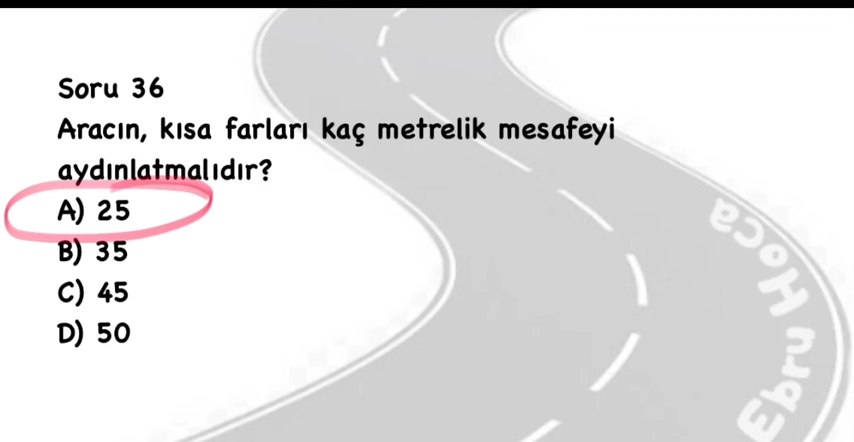 Soru 36
Aracın, kısa farları kaç metrelik mesafeyi
aydınlatmalıdır?
A) 25
B) 35
C) 45
D) 50
Ebru Hoca